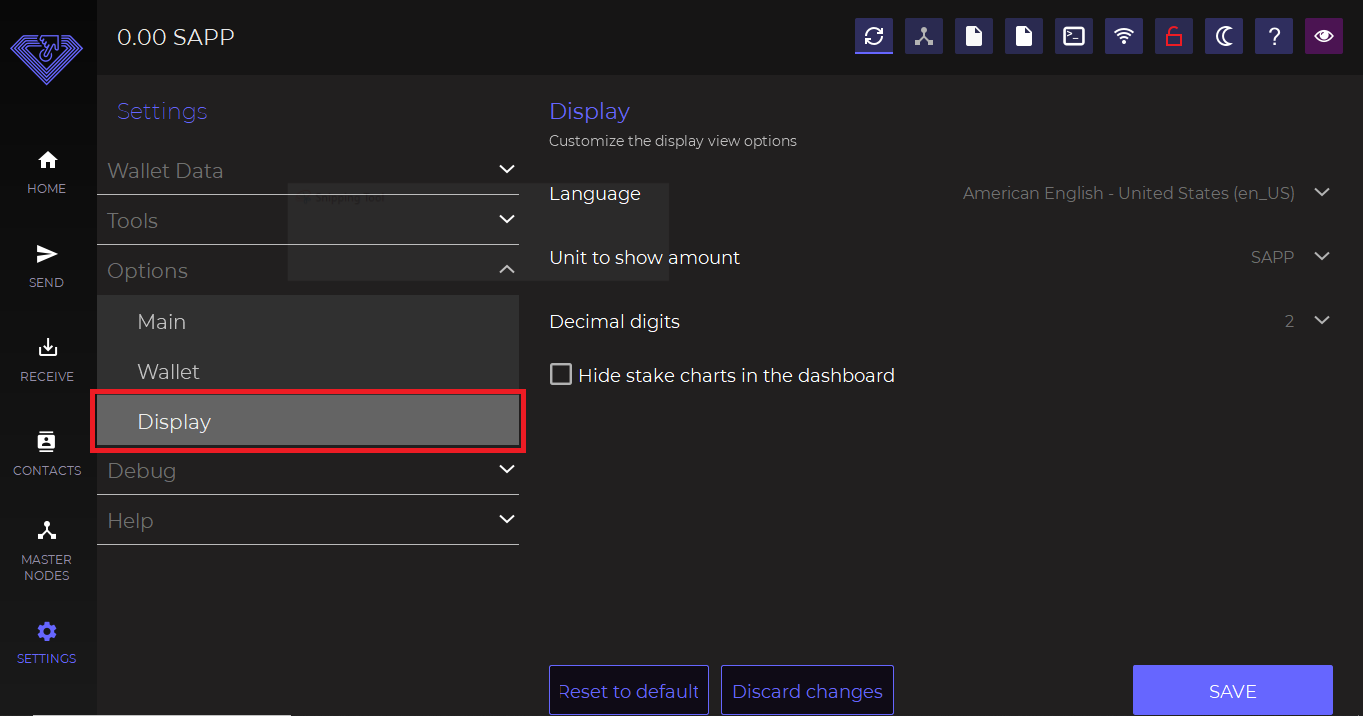 0.00 SAPP
HOME
SEND
RECEIVE
CONTACTS
MASTER
NODES
SETTINGS
Settings
Wallet Data
Tools
Options
Main
Wallet
Display
Debug
Help
Display
Customize the display view options
Language
American English - United States (en_US)
Unit to show amount
SAPP
Decimal digits
2
Hide stake charts in the dashboard
Reset to default
Discard changes
SAVE